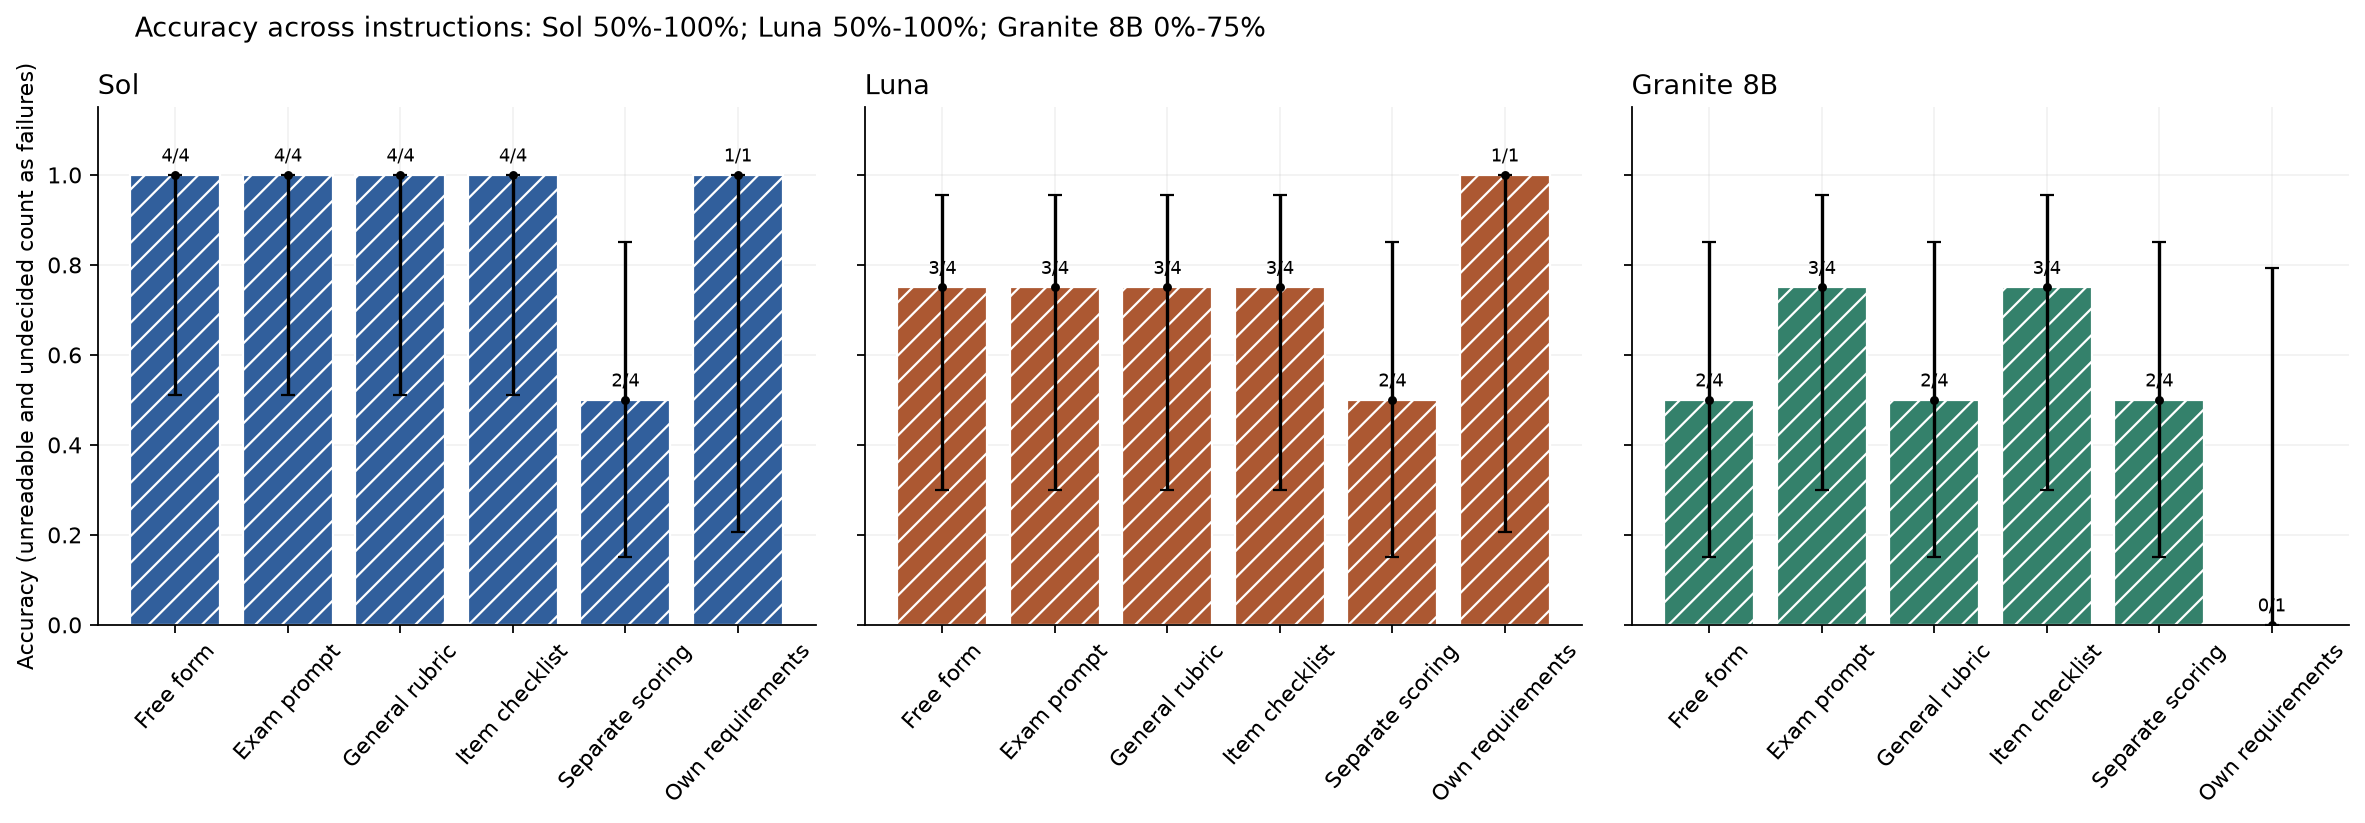 Accuracy across instructions: Sol 50%-100%; Luna 50%-100%; Granite 8B 0%-75%
Accuracy (unreadable and undecided count as failures)
Sol
4/4
4/4
4/4
4/4
2/4
1/1
1.0
0.8
0.6
0.4
0.2
0.0
Free form
Exam prompt
General rubric
Item checklist
Separate scoring
Own requirements
Luna
3/4
3/4
3/4
3/4
2/4
1/1
Free form
Exam prompt
General rubric
Item checklist
Separate scoring
Own requirements
Granite 8B
2/4
3/4
2/4
3/4
2/4
0/1
Free form
Exam prompt
General rubric
Item checklist
Separate scoring
Own requirements